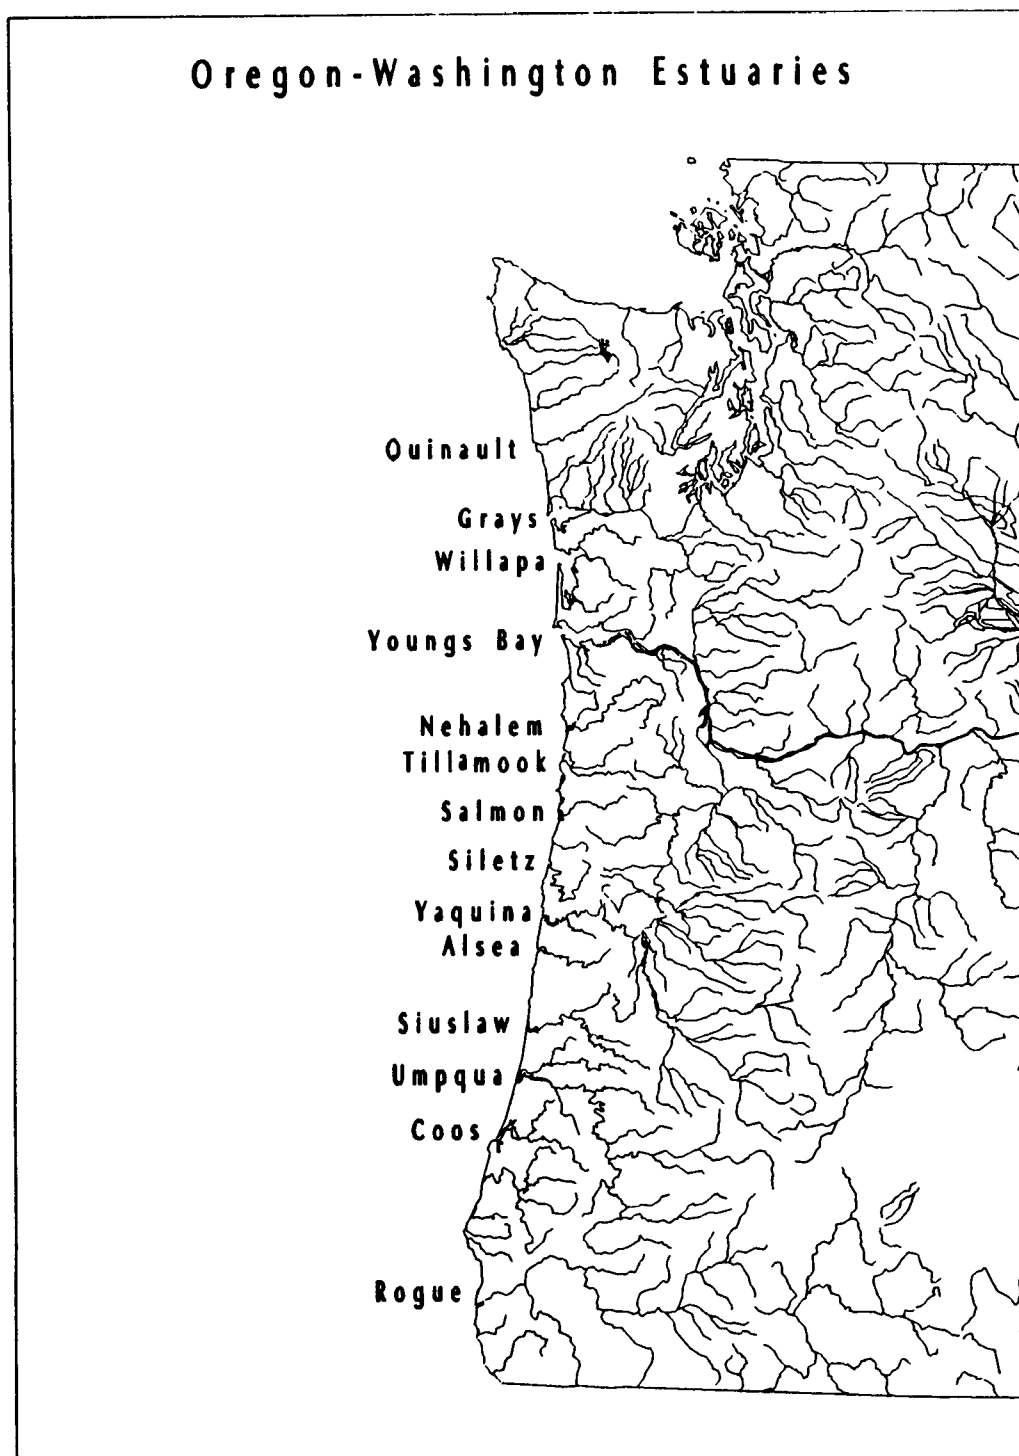 Oregon-Washington Estuaries
Quinault
Grays
Willapa
Youngs Bay
Nehalem
Tillamook
Salmon
Siletz
Yaquina
Alsea
Siuslaw
Umpqua
Coos
Rogue